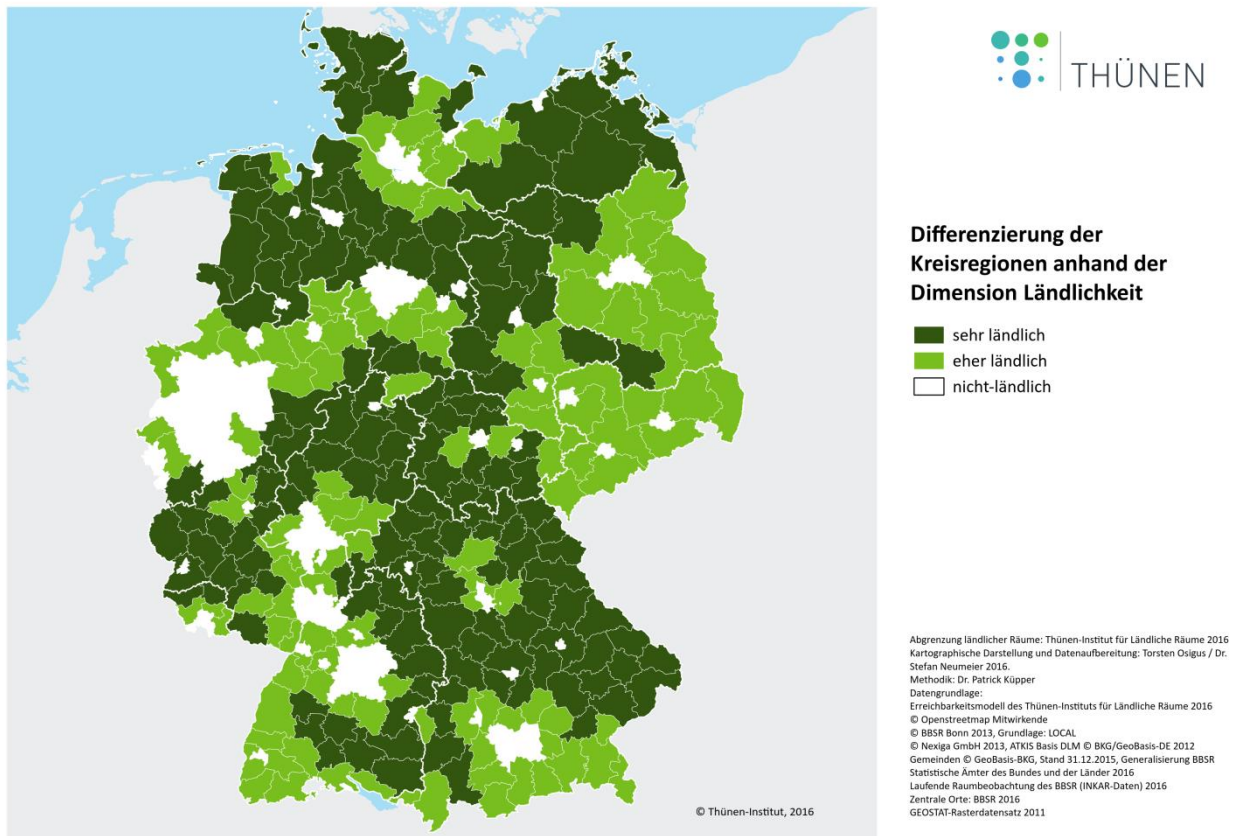 THÜNEN
Differenzierung der
Kreisregionen anhand der
Dimension Ländlichkeit
sehr ländlich
eher ländlich
nicht-ländlich
Abgrenzung ländlicher Räume: Thünen-Institut für Ländliche Räume 2016
Kartographische Darstellung und Datenaufbereitung: Torsten Osigus / Dr.
Stefan Neumeier 2016.
Methodik: Dr. Patrick Küpper
Datengrundlage:
Erreichbarkeitsmodell des Thünen-Instituts für Ländliche Räume 2016
© Openstreetmap Mitwirkende
© BBSR Bonn 2013, Grundlage: LOCAL
© Nexiga GmbH 2013, ATKIS Basis DLM © BKG/GeoBasis-DE 2012
Gemeinden © GeoBasis-BKG, Stand 31.12.2015, Generalisierung BBSR
Statistische Ämter des Bundes und der Länder 2016
Laufende Raumbeobachtung des BBSR (INKAR-Daten) 2016
Zentrale Orte: BBSR 2016
GEOSTAT-Rasterdatensatz 2011
© Thünen-Institut, 2016